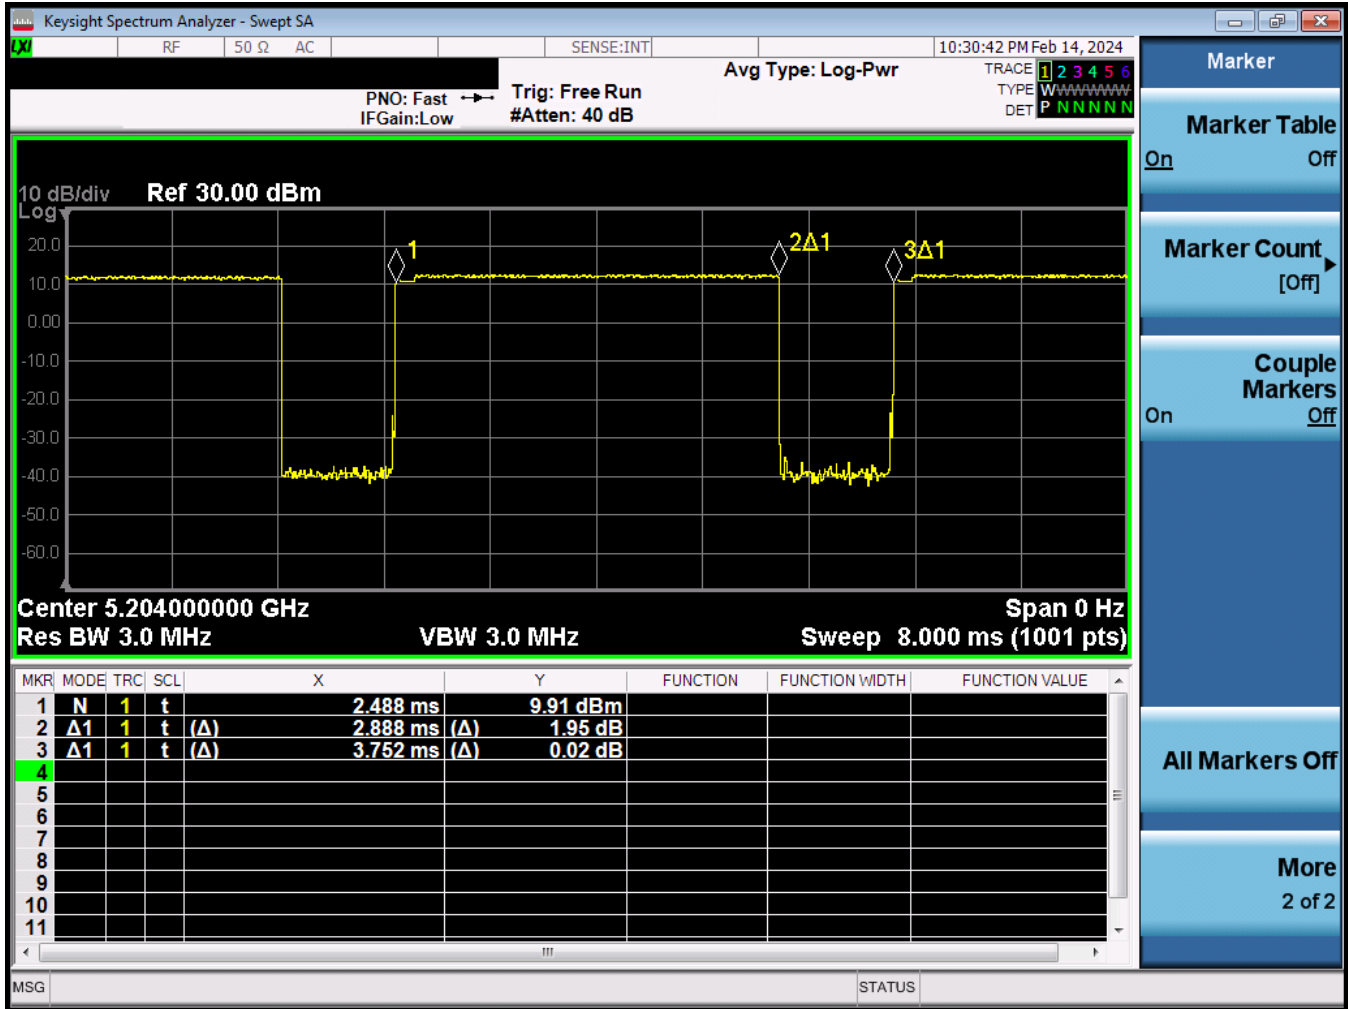 Keysight Spectrum Analyzer - Swept SA
LXI RF 50 Ω AC SENSE:INT 10:30:42 PM Feb 14, 2024
Avg Type: Log-Pwr TRACE 1 2 3 4 5 6
PNO: Fast Trig: Free Run TYPE WWWWWW
IFGain:Low #Atten: 40 dB DET P N N N N N
10 dB/div Ref 30.00 dBm
Log
1 2Δ1 3Δ1
20.0
10.0
0.00
-10.0
-20.0
-30.0
-40.0
-50.0
-60.0
Center 5.204000000 GHz Span 0 Hz
Res BW 3.0 MHz VBW 3.0 MHz Sweep 8.000 ms (1001 pts)
MKR MODE TRC SCL X Y FUNCTION FUNCTION WIDTH FUNCTION VALUE
1 N 1 t 2.488 ms 9.91 dBm
2 Δ1 1 t (Δ) 2.888 ms (Δ) 1.95 dB
3 Δ1 1 t (Δ) 3.752 ms (Δ) 0.02 dB
4
5
6
7
8
9
10
11
MSG STATUS
Marker
Marker Table
On Off
Marker Count
[Off]
Couple
Markers
On Off
All Markers Off
More
2 of 2